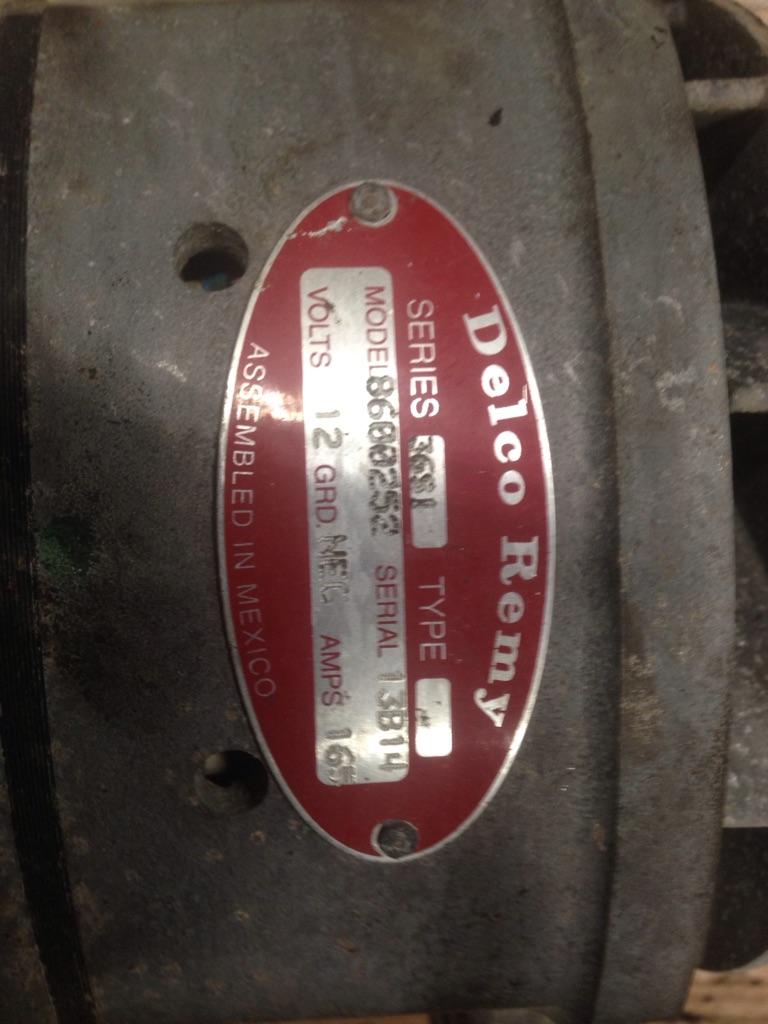 Delco Remy
SERIES 36SI TYPE
MODEL 8600252 SERIAL 13B14
VOLTS 12 GRD. NEG AMPS 165
ASSEMBLED IN MEXICO